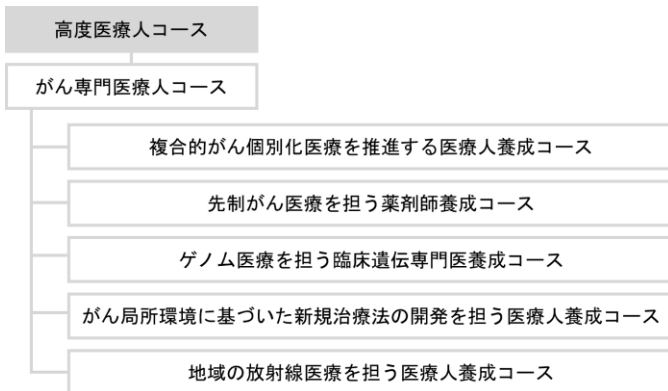 高度医療人コース
がん専門医療人コース
複合的がん個別化医療を推進する医療人養成コース
先制がん医療を担う薬剤師養成コース
ゲノム医療を担う臨床遺伝専門医養成コース
がん局所環境に基づいた新規治療法の開発を担う医療人養成コース
地域の放射線医療を担う医療人養成コース